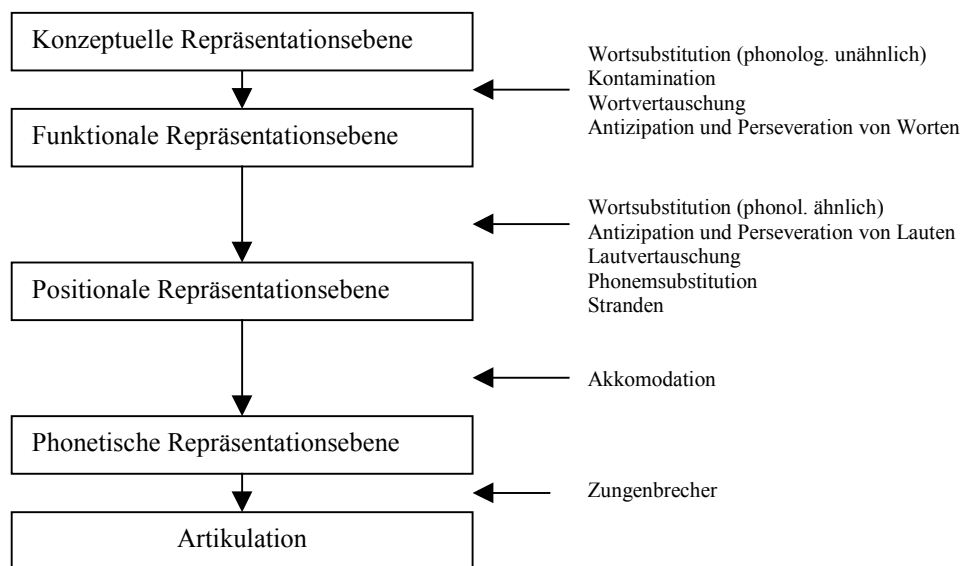 Konzeptuelle Repräsentationsebene
Wortsubstitution (phonolog. unähnlich)
Kontamination
Wortvertauschung
Antizipation und Perseveration von Worten
Funktionale Repräsentationsebene
Wortsubstitution (phonol. ähnlich)
Antizipation und Perseveration von Lauten
Lautvertauschung
Phonemsubstitution
Stranden
Positionale Repräsentationsebene
Akkomodation
Phonetische Repräsentationsebene
Zungenbrecher
Artikulation